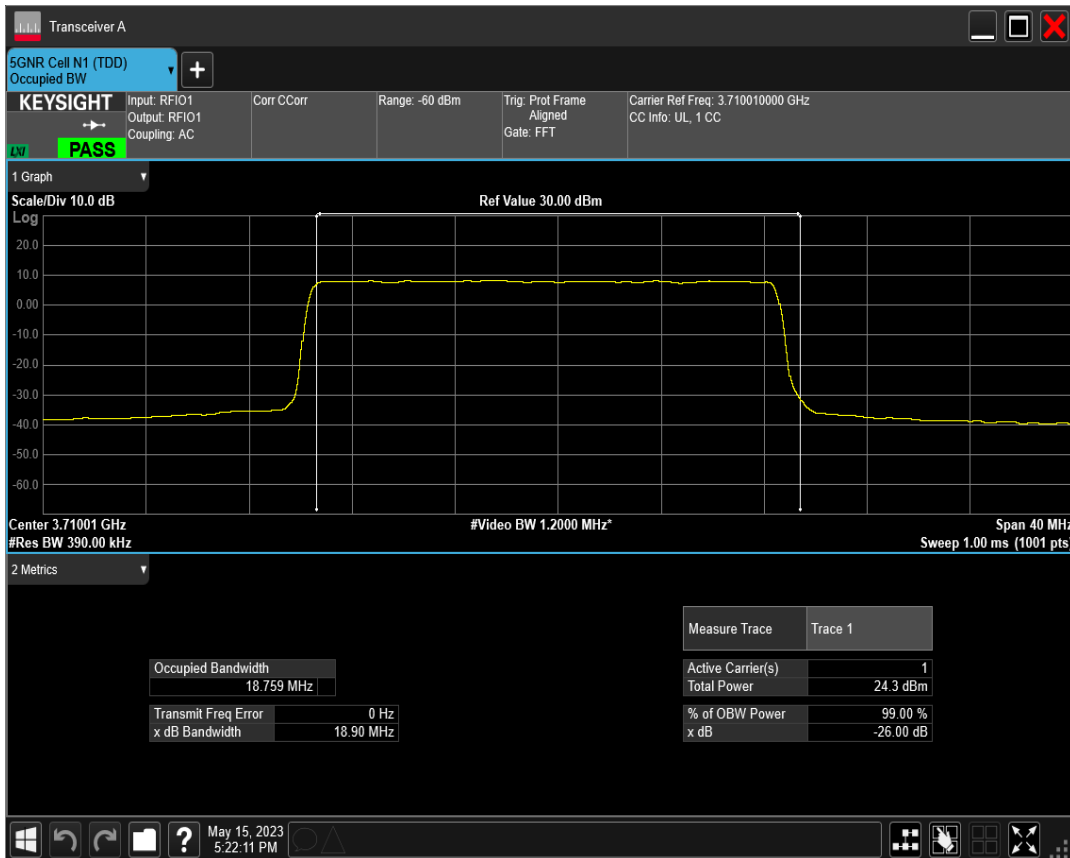 Transceiver A
5GNR Cell N1 (TDD)
Occupied BW
+
KEYSIGHT
LXI
PASS
Input: RFIO1
Output: RFIO1
Coupling: AC
Corr CCorr
Range: -60 dBm
Trig: Prot Frame
Aligned
Gate: FFT
Carrier Ref Freq: 3.710010000 GHz
CC Info: UL, 1 CC
1 Graph
Scale/Div 10.0 dB
Ref Value 30.00 dBm
Log
20.0
10.0
0.00
-10.0
-20.0
-30.0
-40.0
-50.0
-60.0
Center 3.71001 GHz
#Video BW 1.2000 MHz*
Span 40 MHz
#Res BW 390.00 kHz
Sweep 1.00 ms (1001 pts)
2 Metrics
Measure Trace Trace 1
Occupied Bandwidth
18.759 MHz
Active Carrier(s) 1
Total Power 24.3 dBm
Transmit Freq Error 0 Hz
x dB Bandwidth 18.90 MHz
% of OBW Power 99.00 %
x dB -26.00 dB
?
May 15, 2023
5:22:11 PM